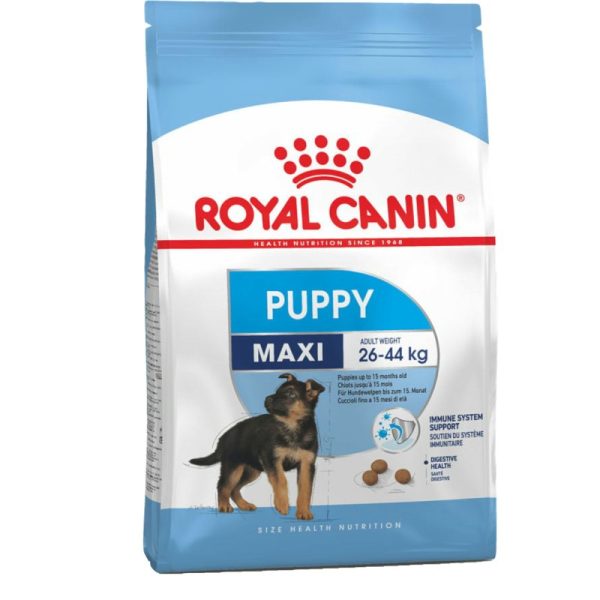 ROYAL CANIN®
HEALTH NUTRITION SINCE 1968
PUPPY
MAXI
ADULT WEIGHT
26-44 kg
Puppies up to 15 months old
Chiots jusqu'à 15 mois
Für Hundewelpen bis zum 15. Monat
Cuccioli fino a 15 mesi di età
IMMUNE SYSTEM
SUPPORT
SOUTIEN DU SYSTÈME
IMMUNITAIRE
DIGESTIVE
HEALTH
SANTÉ
DIGESTIVE
SIZE HEALTH NUTRITION